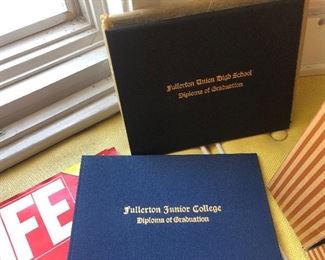 Fullerton Union High School
Diploma of Graduation
Fullerton Junior College
Diploma of Graduation
FE